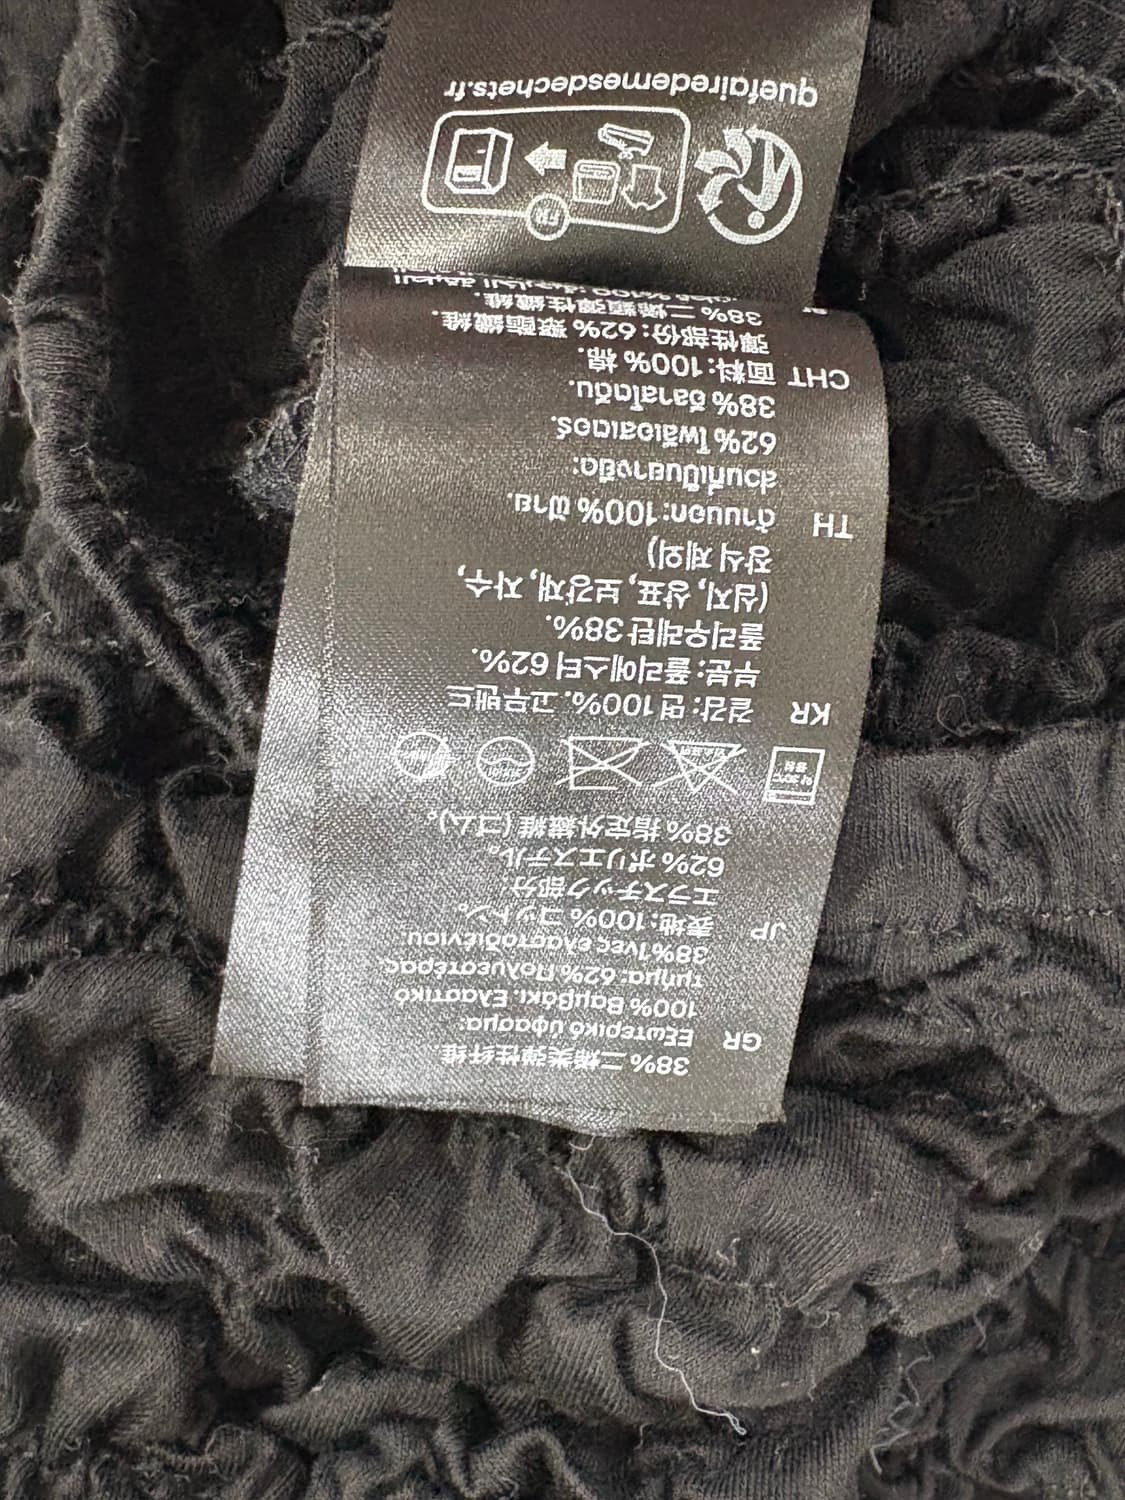 38% 二烯类弹性纤维.
GR Εξωτερικό ύφασμα:
100% Βαμβάκι. Ελαστικό
τμήμα: 62% Πολυεστέρας
38% Ίνες ελαστοδιένιου.
JP 表地:100% コットン。
エラスチック部分:
62% ポリエステル。
38% 指定外繊維 (ゴム)。
약 30℃
KR 겉감: 면 100%. 고무밴드
부분: 폴리에스터 62%.
폴리우레탄 38%.
(심지, 상표, 보강재, 자수,
장식 제외)
TH ด้านนอก:100% ฝ้าย.
ส่วนที่เป็นยางยืด:
62% โพลีเอสเตอร์.
38% อีลาโตดีน.
CHT 面料:100% 棉.
彈性部份:62% 聚酯纖維.
38% 二烯類彈性纖維.
FR
quefairedemesdechets.fr